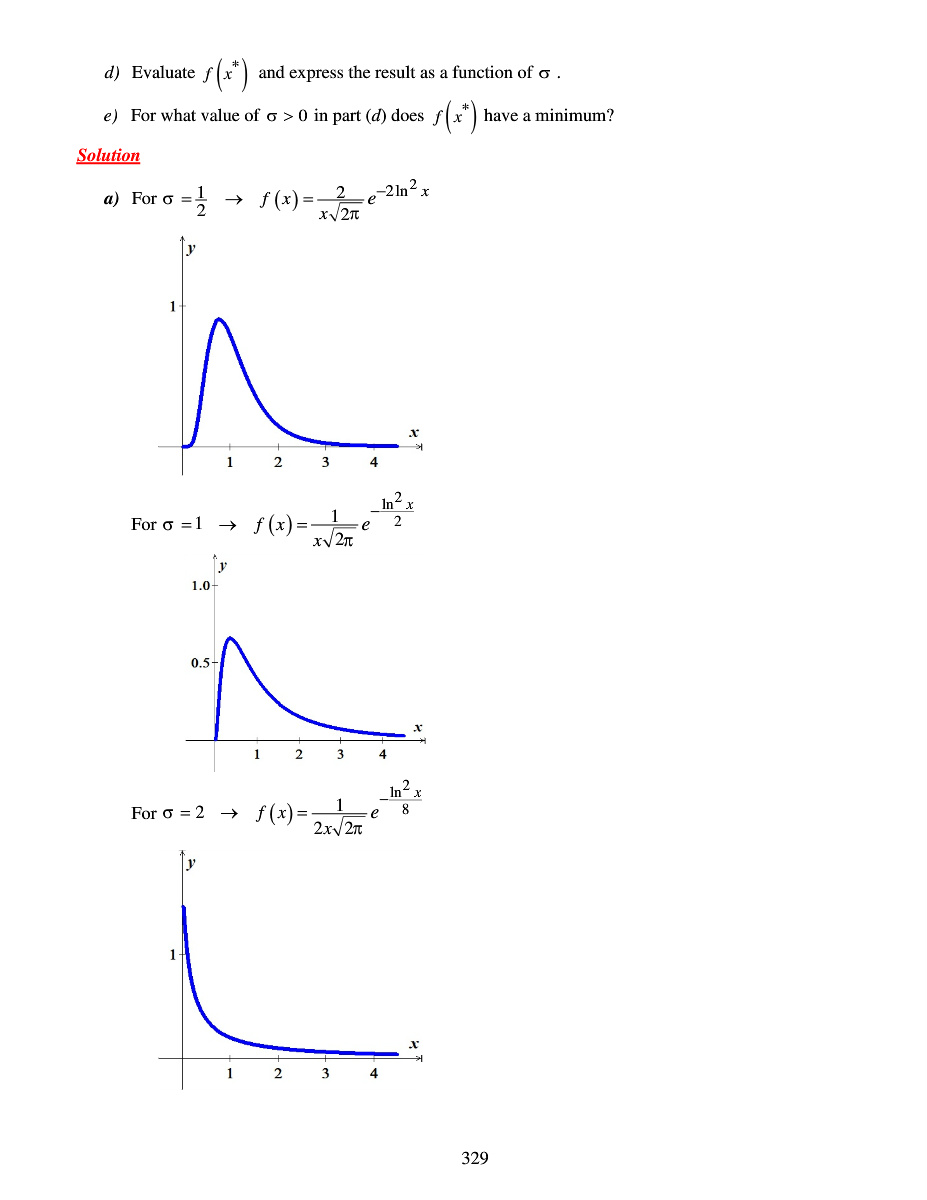 d) Evaluate f(x*) and express the result as a function of σ .
e) For what value of σ > 0 in part (d) does f(x*) have a minimum?
Solution
a) For σ = 1/2 → f(x) = 2/(x√2π) e^(−2 ln² x)
y
1
x
1 2 3 4
For σ = 1 → f(x) = 1/(x√2π) e^(−ln² x/2)
y
1.0
0.5
x
1 2 3 4
For σ = 2 → f(x) = 1/(2x√2π) e^(−ln² x/8)
y
1
x
1 2 3 4
329